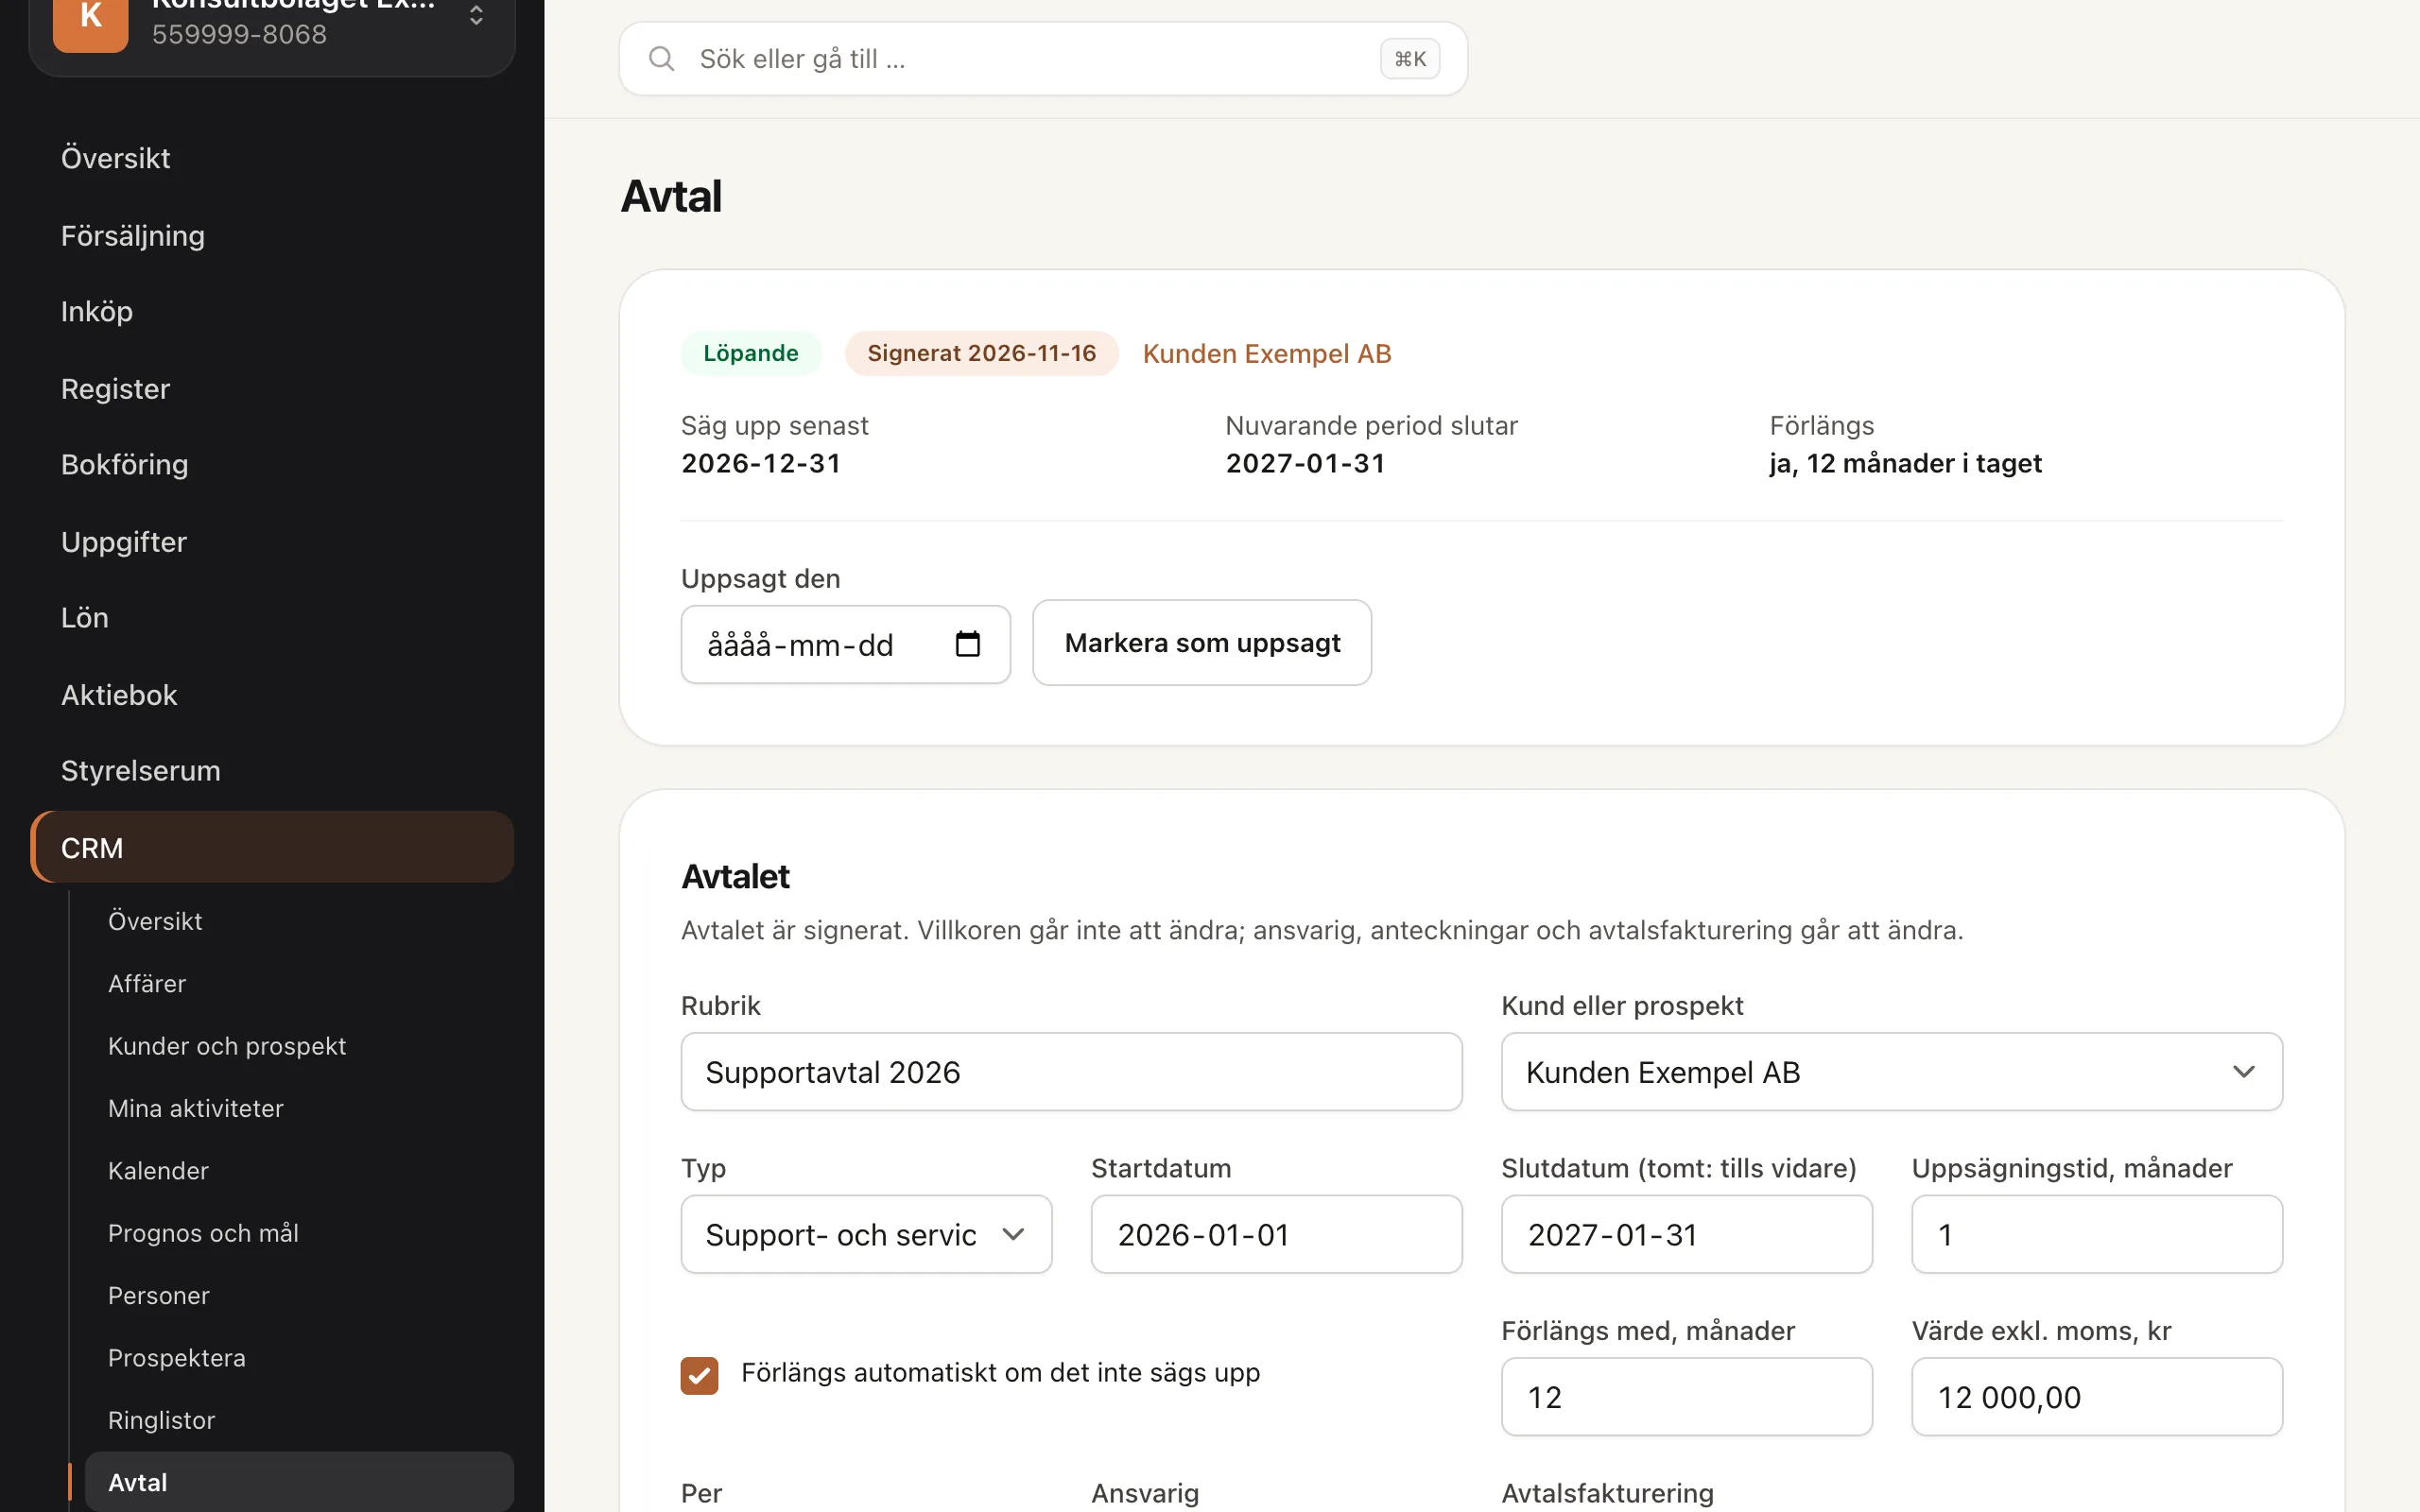 K
Konsultbolaget Ex...
559999-8068
Översikt
Försäljning
Inköp
Register
Bokföring
Uppgifter
Lön
Aktiebok
Styrelserum
CRM
Översikt
Affärer
Kunder och prospekt
Mina aktiviteter
Kalender
Prognos och mål
Personer
Prospektera
Ringlistor
Avtal
Sök eller gå till ...
⌘K
Avtal
Löpande
Signerat 2026-11-16
Kunden Exempel AB
Säg upp senast
2026-12-31
Nuvarande period slutar
2027-01-31
Förlängs
ja, 12 månader i taget
Uppsagt den
åååå-mm-dd
Markera som uppsagt
Avtalet
Avtalet är signerat. Villkoren går inte att ändra; ansvarig, anteckningar och avtalsfakturering går att ändra.
Rubrik
Supportavtal 2026
Kund eller prospekt
Kunden Exempel AB
Typ
Support- och servic
Startdatum
2026-01-01
Slutdatum (tomt: tills vidare)
2027-01-31
Uppsägningstid, månader
1
Förlängs automatiskt om det inte sägs upp
Förlängs med, månader
12
Värde exkl. moms, kr
12 000,00
Per
Ansvarig
Avtalsfakturering